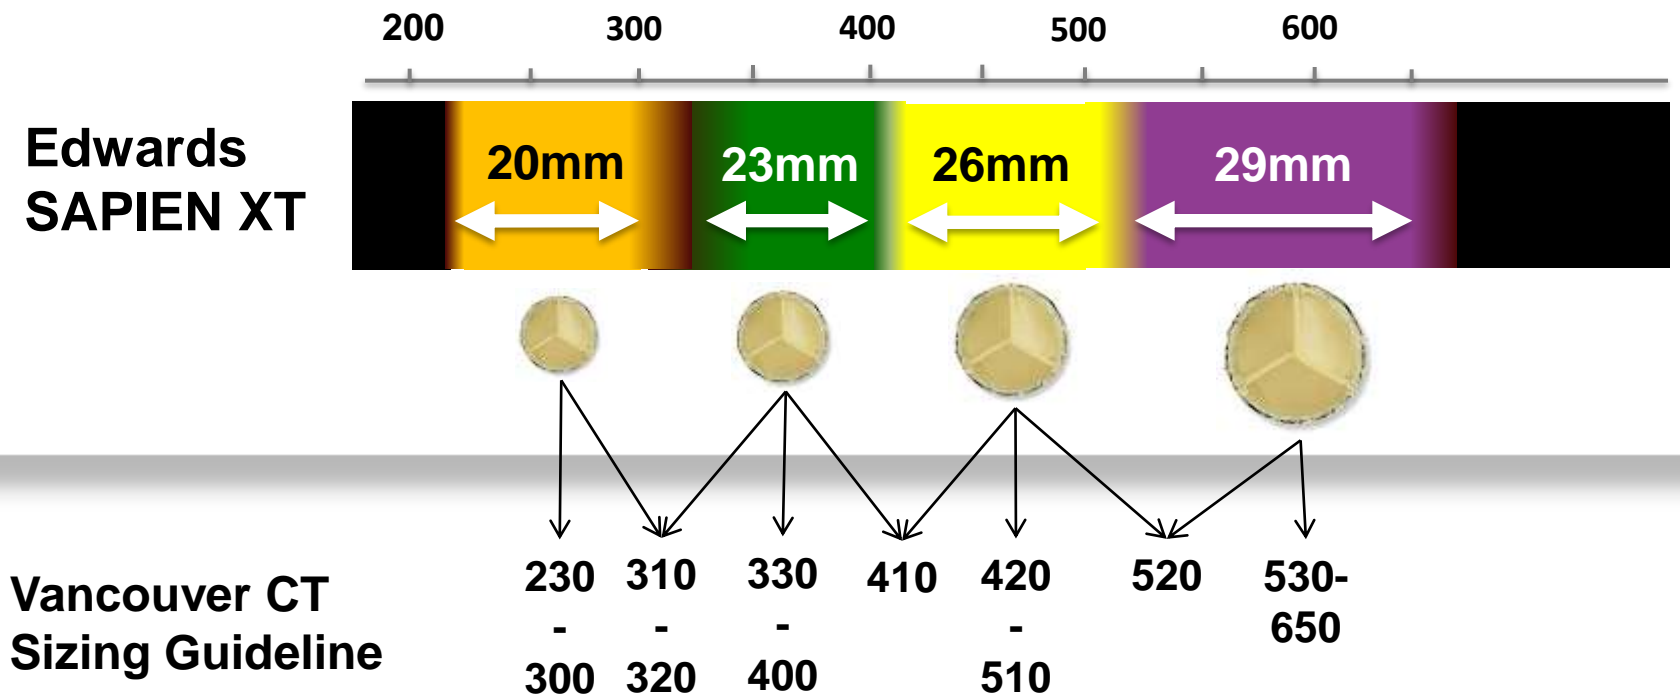 200 300 400 500 600
Edwards
SAPIEN XT
20mm 23mm 26mm 29mm
Vancouver CT
Sizing Guideline
230
-
300
310
-
320
330
-
400
410
420
-
510
520
530-
650